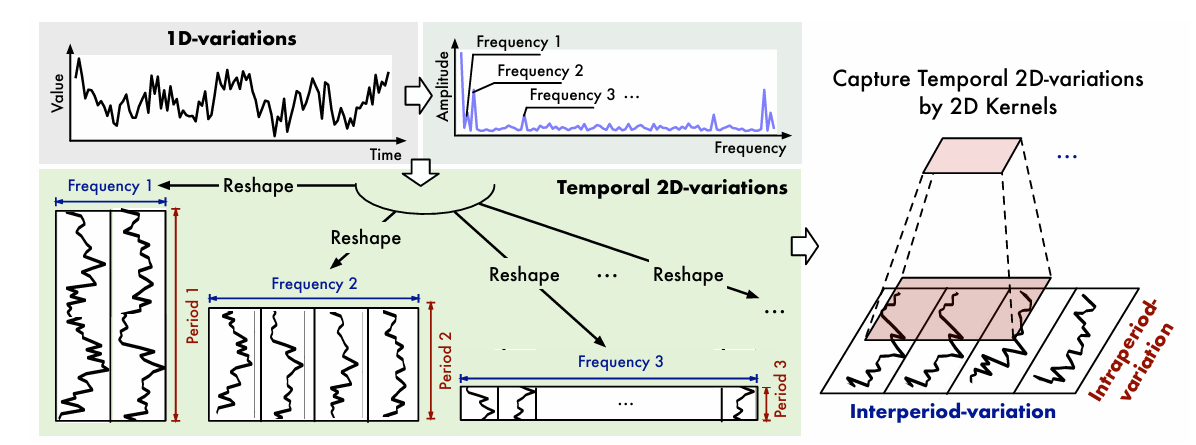 1D-variations
Value
Time
Amplitude
Frequency 1
Frequency 2
Frequency 3 ...
Frequency
Capture Temporal 2D-variations
by 2D Kernels
...
Temporal 2D-variations
Frequency 1
Reshape
Period 1
Reshape
Frequency 2
Period 2
Reshape
...
Reshape
...
Frequency 3
...
Period 3
Interperiod-variation
Intraperiod-
variation